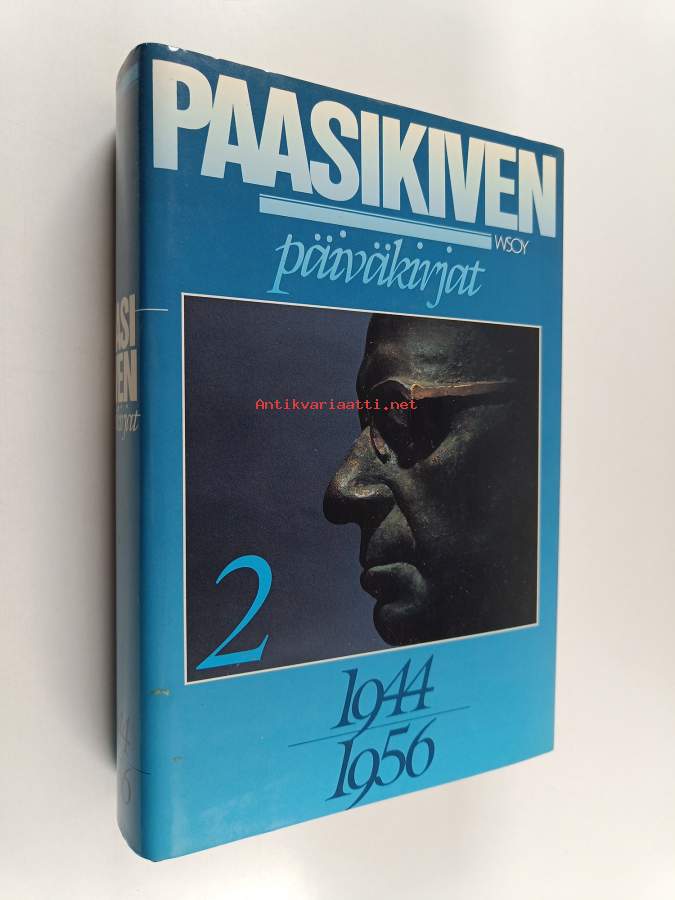 PAASIKIVEN
WSOY
päiväkirjat
Antikvariaatti.net
2
1944
1956